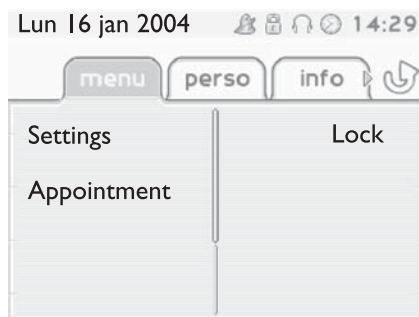 Lun 16 jan 2004 14:29
menu perso info
Settings Lock
Appointment